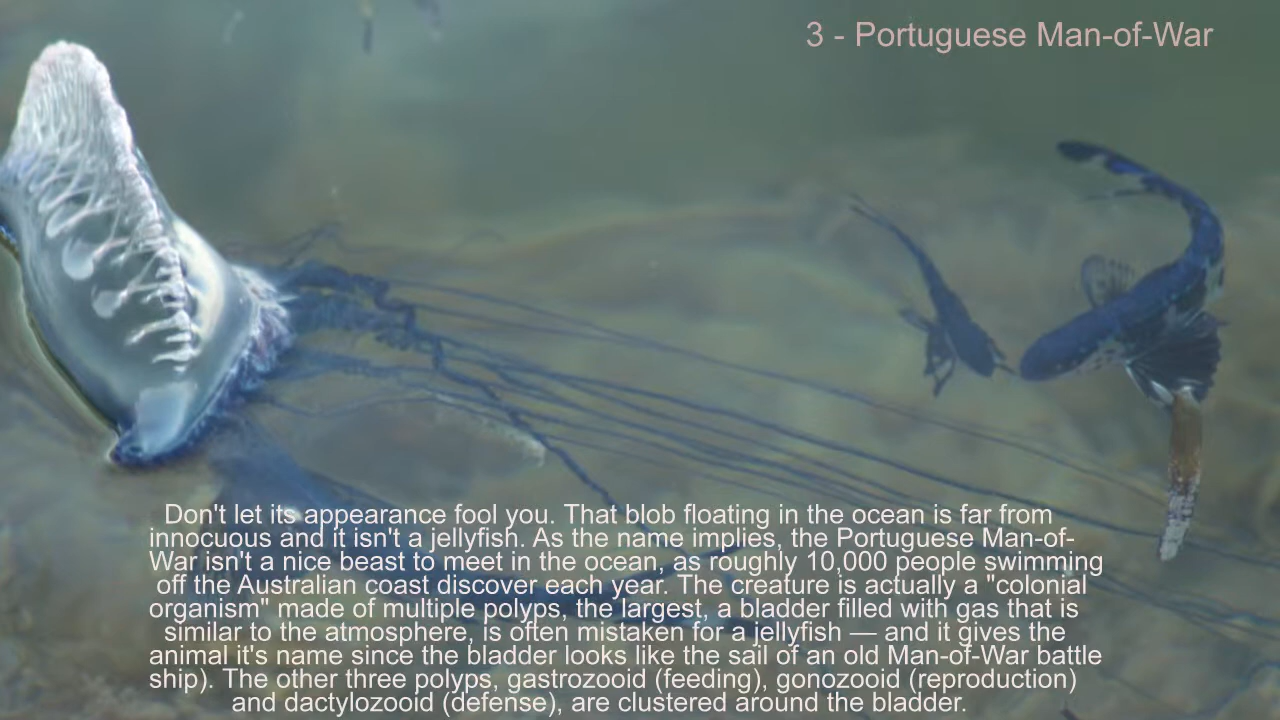 3 - Portuguese Man-of-War
Don't let its appearance fool you. That blob floating in the ocean is far from
innocuous and it isn't a jellyfish. As the name implies, the Portuguese Man-of-
War isn't a nice beast to meet in the ocean, as roughly 10,000 people swimming
off the Australian coast discover each year. The creature is actually a "colonial
organism" made of multiple polyps, the largest, a bladder filled with gas that is
similar to the atmosphere, is often mistaken for a jellyfish — and it gives the
animal it's name since the bladder looks like the sail of an old Man-of-War battle
ship). The other three polyps, gastrozooid (feeding), gonozooid (reproduction)
and dactylozooid (defense), are clustered around the bladder.